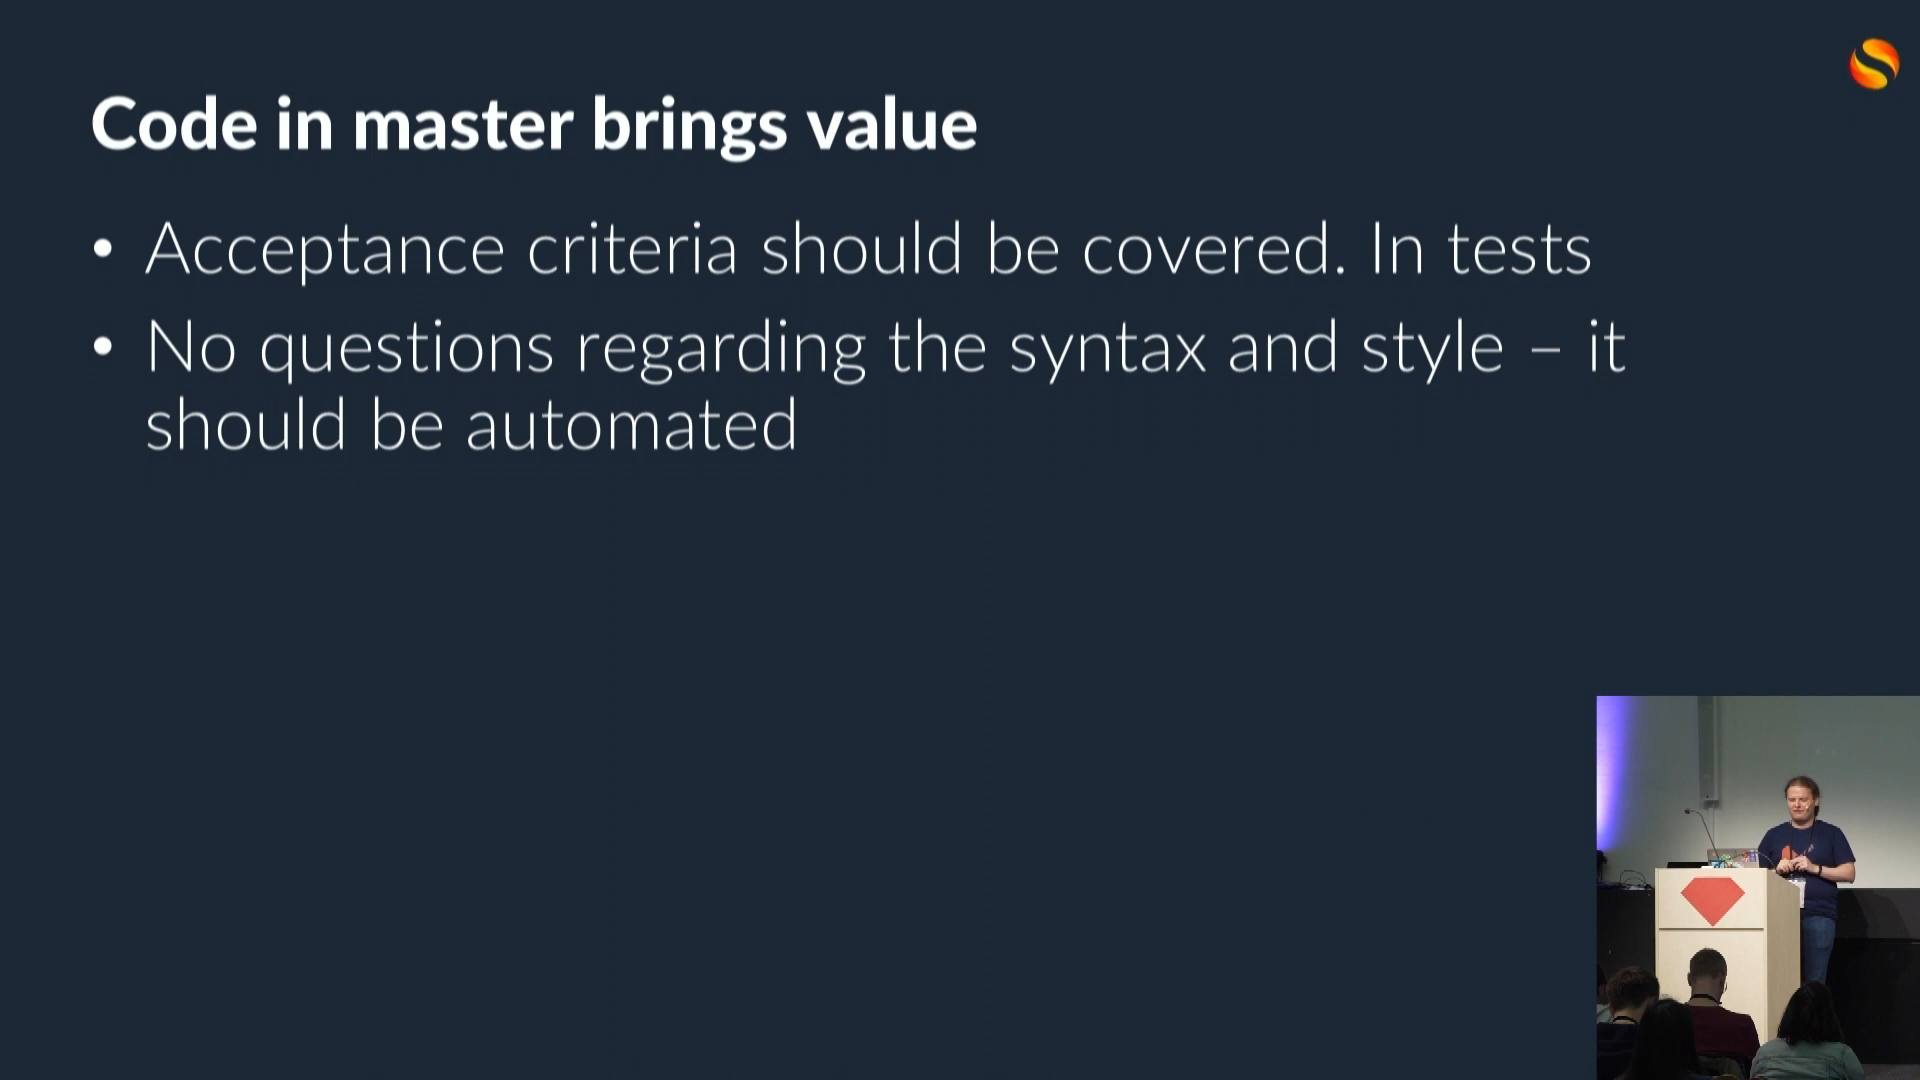 Code in master brings value
• Acceptance criteria should be covered. In tests
• No questions regarding the syntax and style – it
should be automated